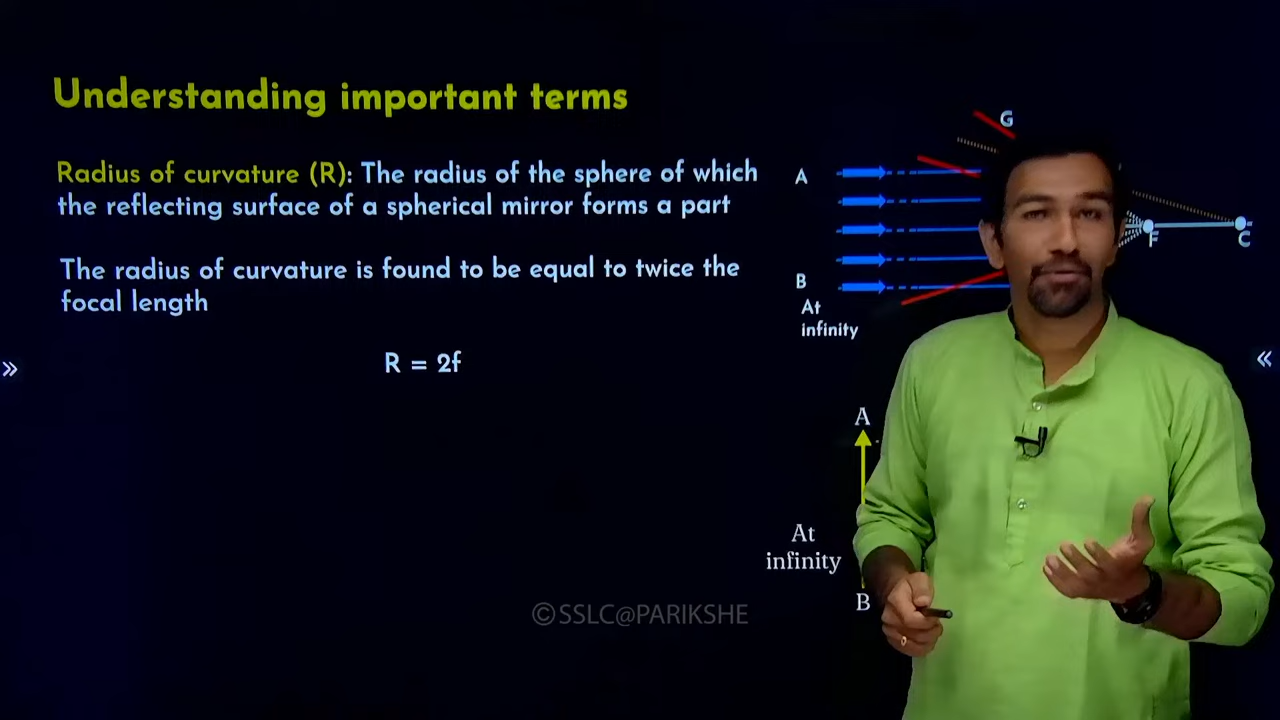 Understanding important terms
Radius of curvature (R): The radius of the sphere of which
the reflecting surface of a spherical mirror forms a part
The radius of curvature is found to be equal to twice the
focal length
R = 2f
G
A
F
C
B
At
infinity
A
At
infinity
B
»
«
©SSLC@PARIKSHE